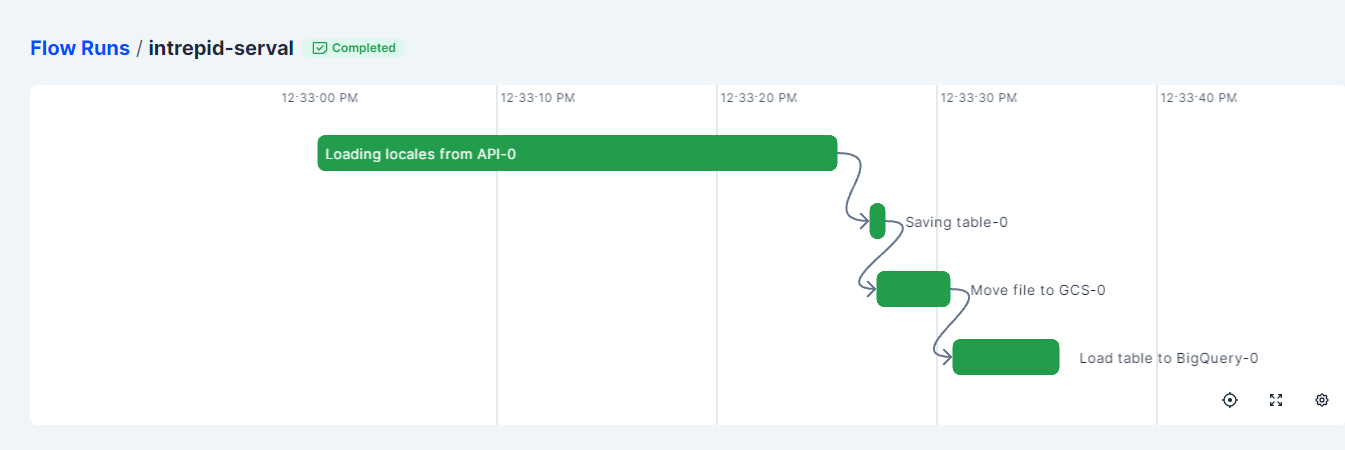 Flow Runs / intrepid-serval Completed
12:33:00 PM 12:33:10 PM 12:33:20 PM 12:33:30 PM 12:33:40 PM
Loading locales from API-0
Saving table-0
Move file to GCS-0
Load table to BigQuery-0